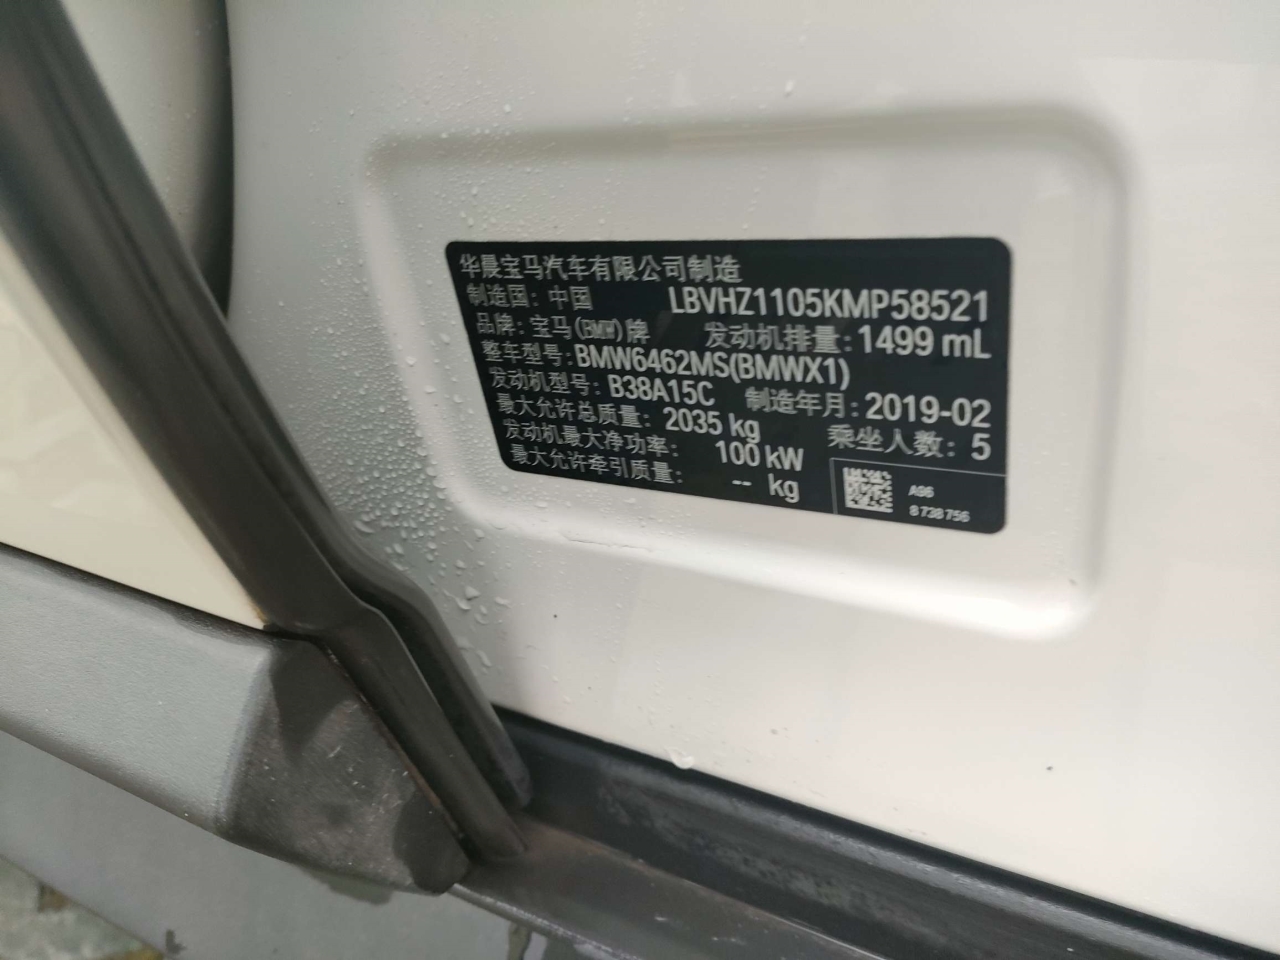 华晨宝马汽车有限公司制造
制造国: 中国 LBVHZ1105KMP58521
品牌: 宝马(BMW)牌 发动机排量: 1499 mL
整车型号: BMW6462MS(BMWX1)
发动机型号: B38A15C 制造年月: 2019-02
最大允许总质量: 2035 kg 乘坐人数: 5
发动机最大净功率: 100 kW
最大允许牵引质量: -- kg
A96
8738756